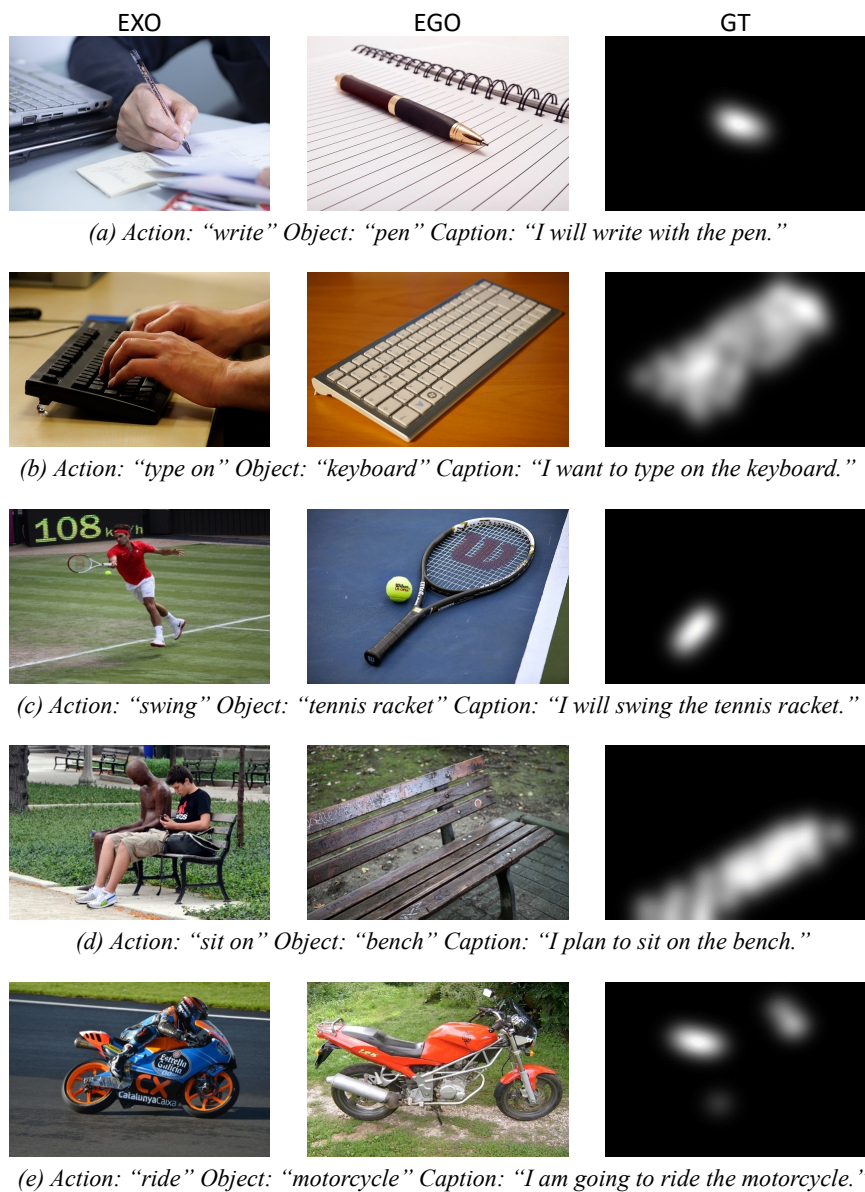 EXO EGO GT
(a) Action: “write” Object: “pen” Caption: “I will write with the pen.”
(b) Action: “type on” Object: “keyboard” Caption: “I want to type on the keyboard.”
108 km/h
W
(c) Action: “swing” Object: “tennis racket” Caption: “I will swing the tennis racket.”
(d) Action: “sit on” Object: “bench” Caption: “I plan to sit on the bench.”
Estrella
Galicia
CX
CatalunyaCaixa
(e) Action: “ride” Object: “motorcycle” Caption: “I am going to ride the motorcycle.”